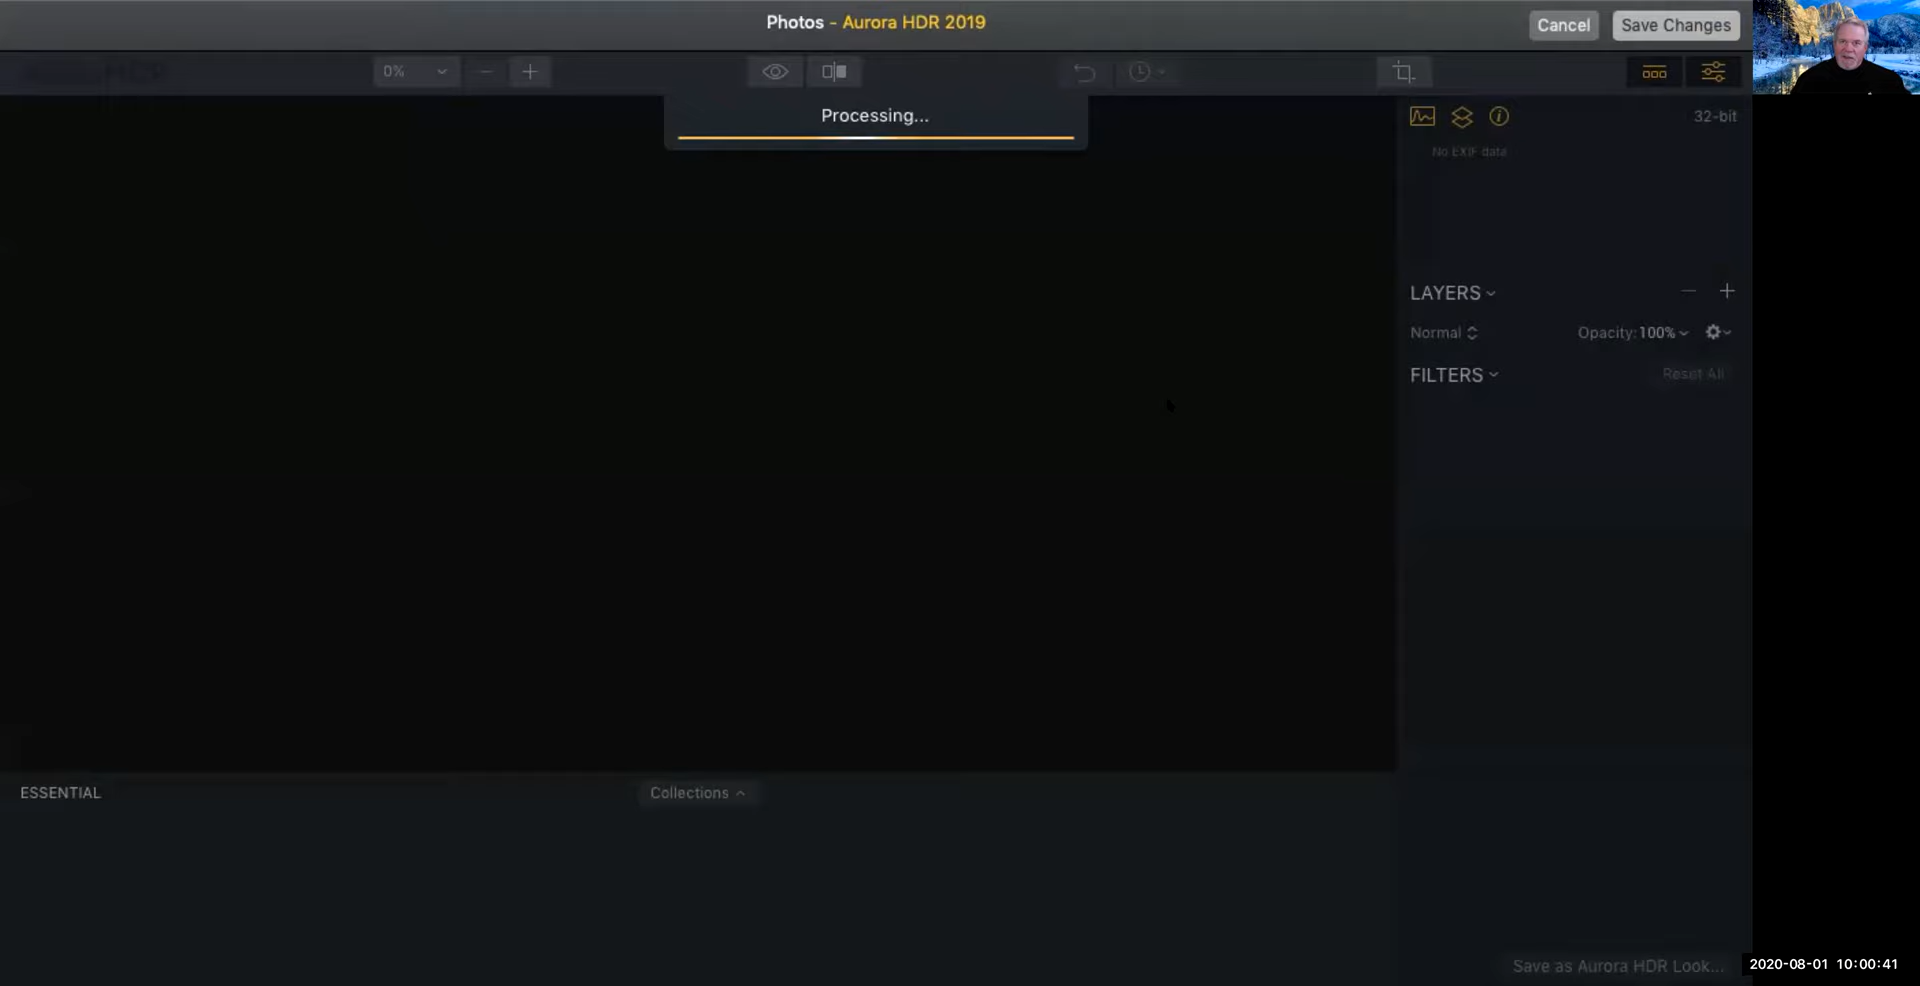 Photos - Aurora HDR 2019
Cancel
Save Changes
HDR
0%
Processing...
32-bit
No EXIF data
LAYERS
Normal
Opacity: 100%
FILTERS
Reset All
ESSENTIAL
Collections
Save as Aurora HDR Look...
2020-08-01 10:00:41